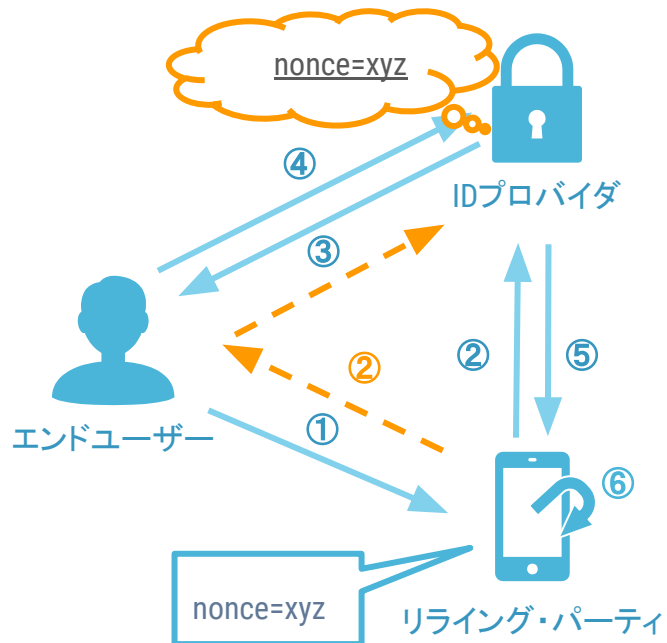 nonce=xyz
④
IDプロバイダ
③
②
⑤
②
エンドユーザー
①
⑥
nonce=xyz
リライング・パーティ